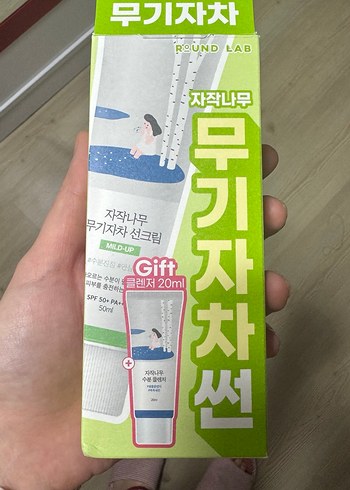 무기자차
ROUND LAB
자작나무
무기자차썬
자작나무
무기자차 선크림
MILD-UP
SPF 50+ PA++
50ml
Gift
클렌저 20ml
+
자작나무
수분 클렌저